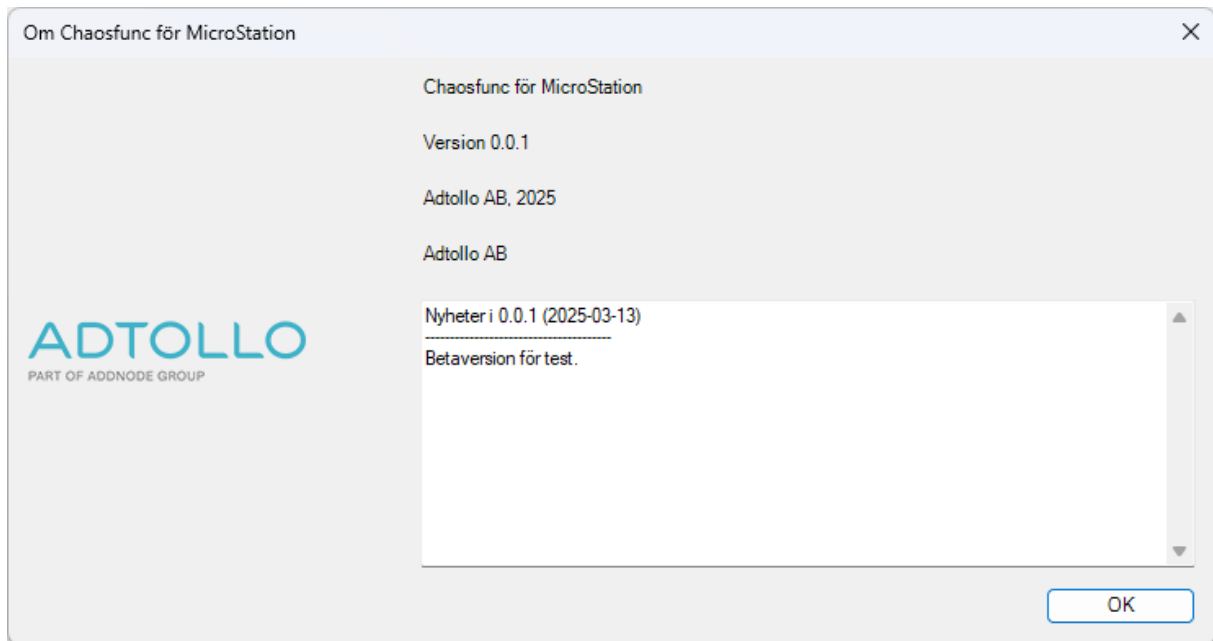 Om Chaosfunc för MicroStation
Chaosfunc för MicroStation
Version 0.0.1
Adtollo AB, 2025
Adtollo AB
ADTOLLO
PART OF ADDNODE GROUP
Nyheter i 0.0.1 (2025-03-13)
-------------------------------------
Betaversion för test.
OK